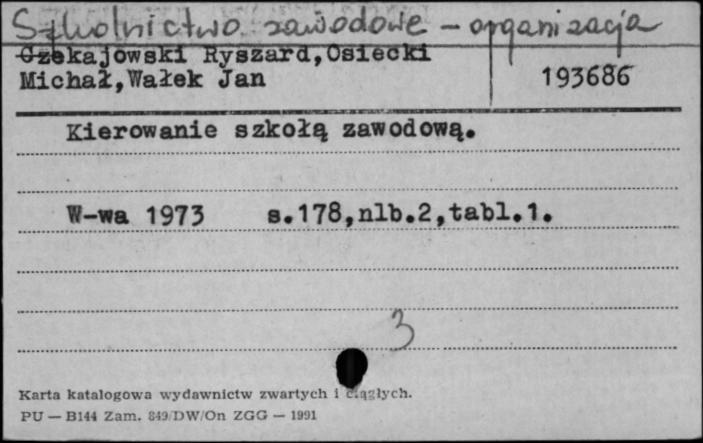 Szkolnictwo zawodowe - organizacja
Czekajowski Ryszard,Osiecki
Michał,Wałek Jan
193686
Kierowanie szkołą zawodową.
W-wa 1973 s.178,nlb.2,tabl.1.
3
Karta katalogowa wydawnictw zwartych i ciągłych.
PU — B144 Zam. 849/DW/On ZGG — 1991